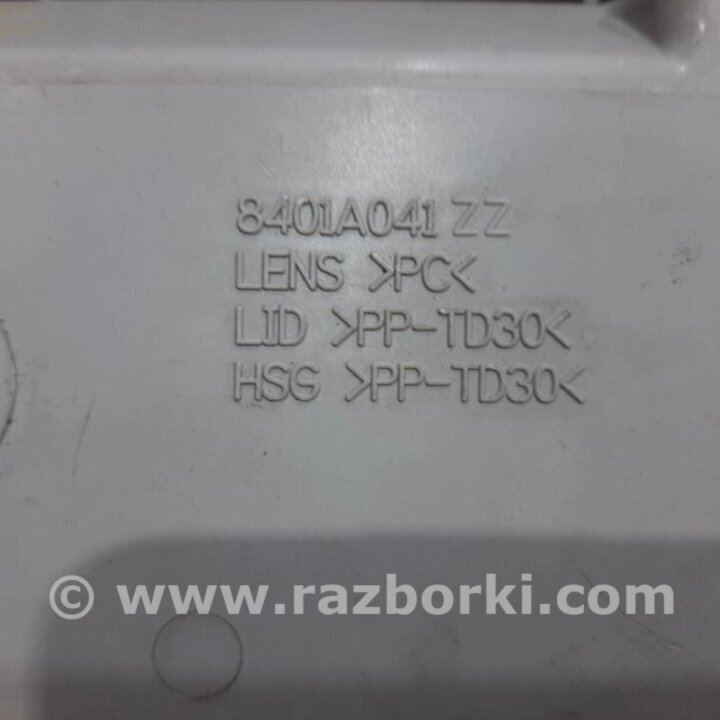 8401A041 ZZ
LENS >PC<
LID >PP-TD30<
HSG >PP-TD30<
© www.razborki.com